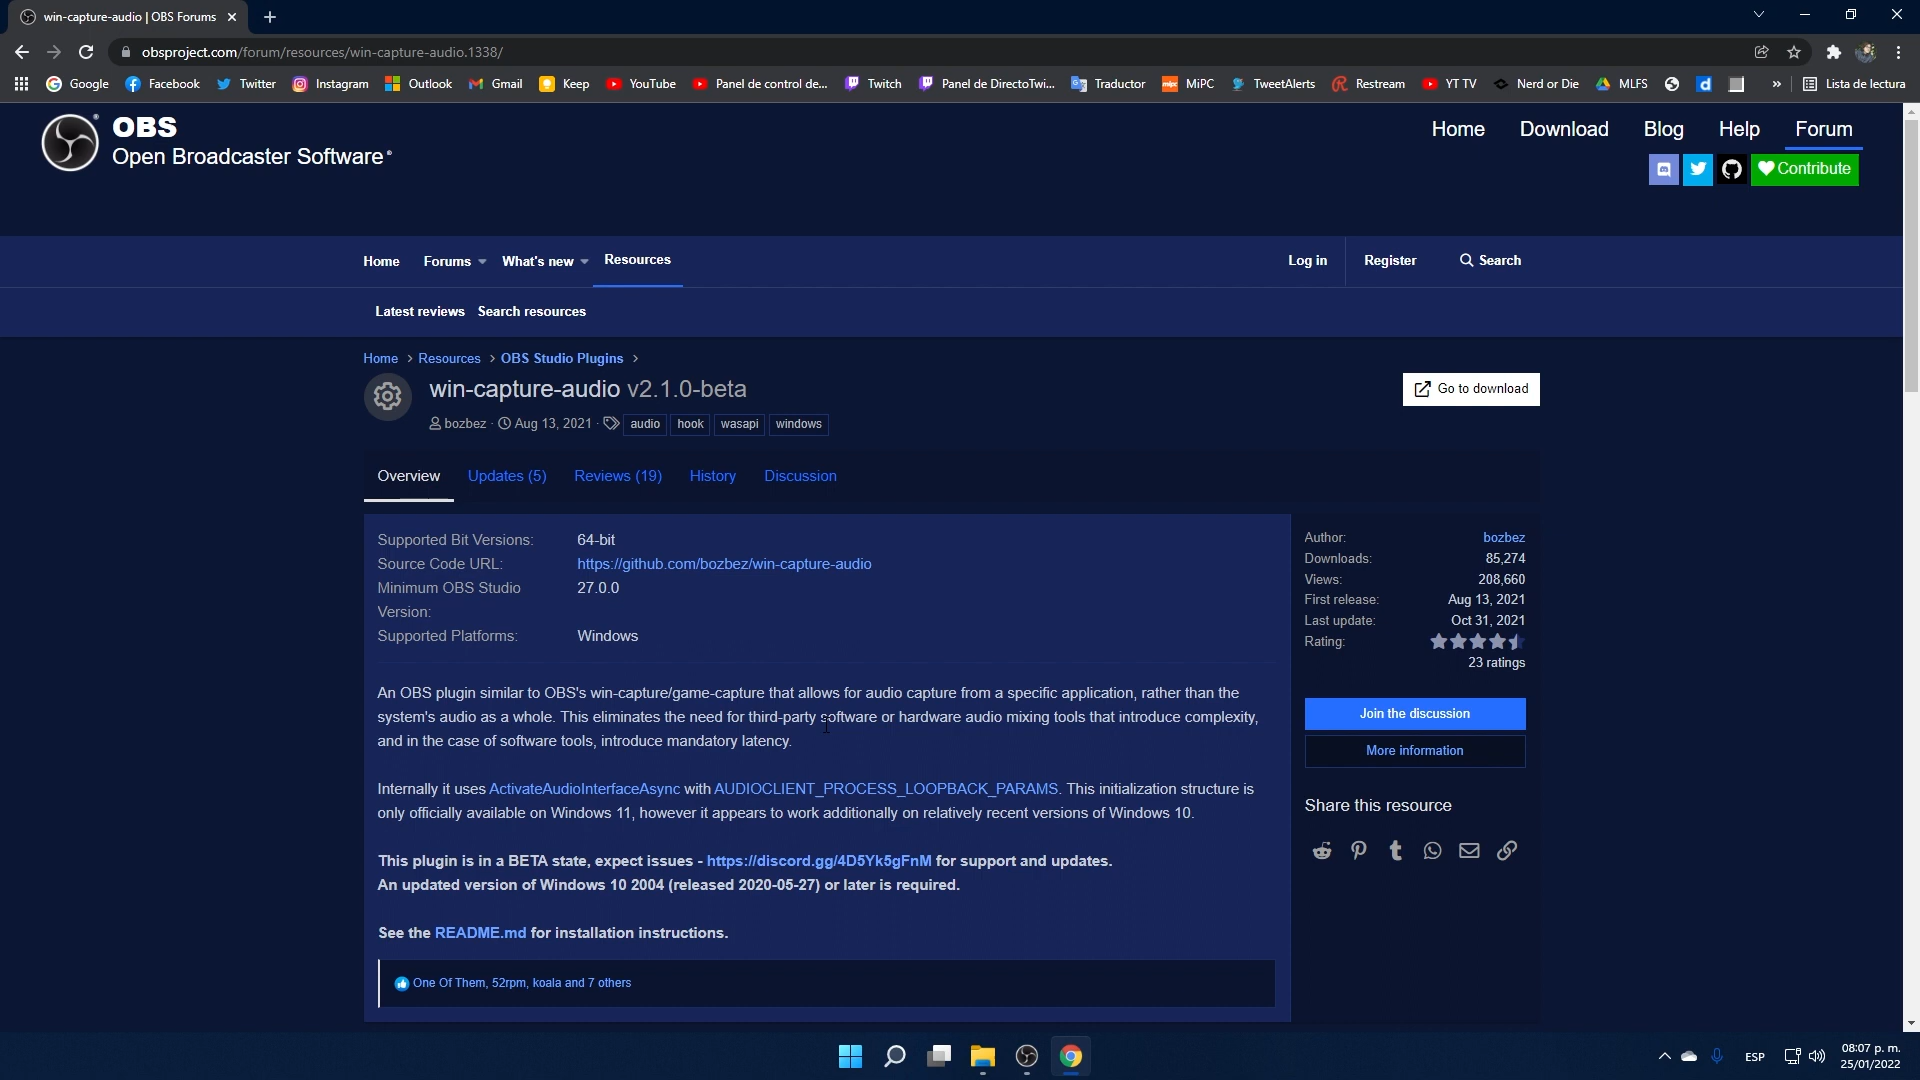 win-capture-audio | OBS Forums
obsproject.com/forum/resources/win-capture-audio.1338/
Google Facebook Twitter Instagram Outlook Gmail Keep YouTube Panel de control de... Twitch Panel de DirectoTwi... Traductor MiPC TweetAlerts Restream YT TV Nerd or Die MLFS » Lista de lectura
OBS
Open Broadcaster Software
Home Download Blog Help Forum
Contribute
Home Forums What's new Resources Log in Register Search
Latest reviews Search resources
Home > Resources > OBS Studio Plugins >
win-capture-audio v2.1.0-beta
Go to download
bozbez · Aug 13, 2021 · audio hook wasapi windows
Overview Updates (5) Reviews (19) History Discussion
Supported Bit Versions: 64-bit
Source Code URL: https://github.com/bozbez/win-capture-audio
Minimum OBS Studio Version: 27.0.0
Supported Platforms: Windows
An OBS plugin similar to OBS's win-capture/game-capture that allows for audio capture from a specific application, rather than the
system's audio as a whole. This eliminates the need for third-party software or hardware audio mixing tools that introduce complexity,
and in the case of software tools, introduce mandatory latency.
Internally it uses ActivateAudioInterfaceAsync with AUDIOCLIENT_PROCESS_LOOPBACK_PARAMS. This initialization structure is
only officially available on Windows 11, however it appears to work additionally on relatively recent versions of Windows 10.
This plugin is in a BETA state, expect issues - https://discord.gg/4D5Yk5gFnM for support and updates.
An updated version of Windows 10 2004 (released 2020-05-27) or later is required.
See the README.md for installation instructions.
One Of Them, 52rpm, koala and 7 others
Author: bozbez
Downloads: 85,274
Views: 208,660
First release: Aug 13, 2021
Last update: Oct 31, 2021
Rating:
23 ratings
Join the discussion
More information
Share this resource
ESP
08:07 p. m.
25/01/2022